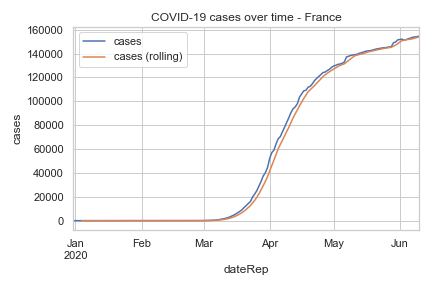 COVID-19 cases over time - France
cases
cases (rolling)
cases
160000
140000
120000
100000
80000
60000
40000
20000
0
Jan
2020
Feb
Mar
Apr
May
Jun
dateRep